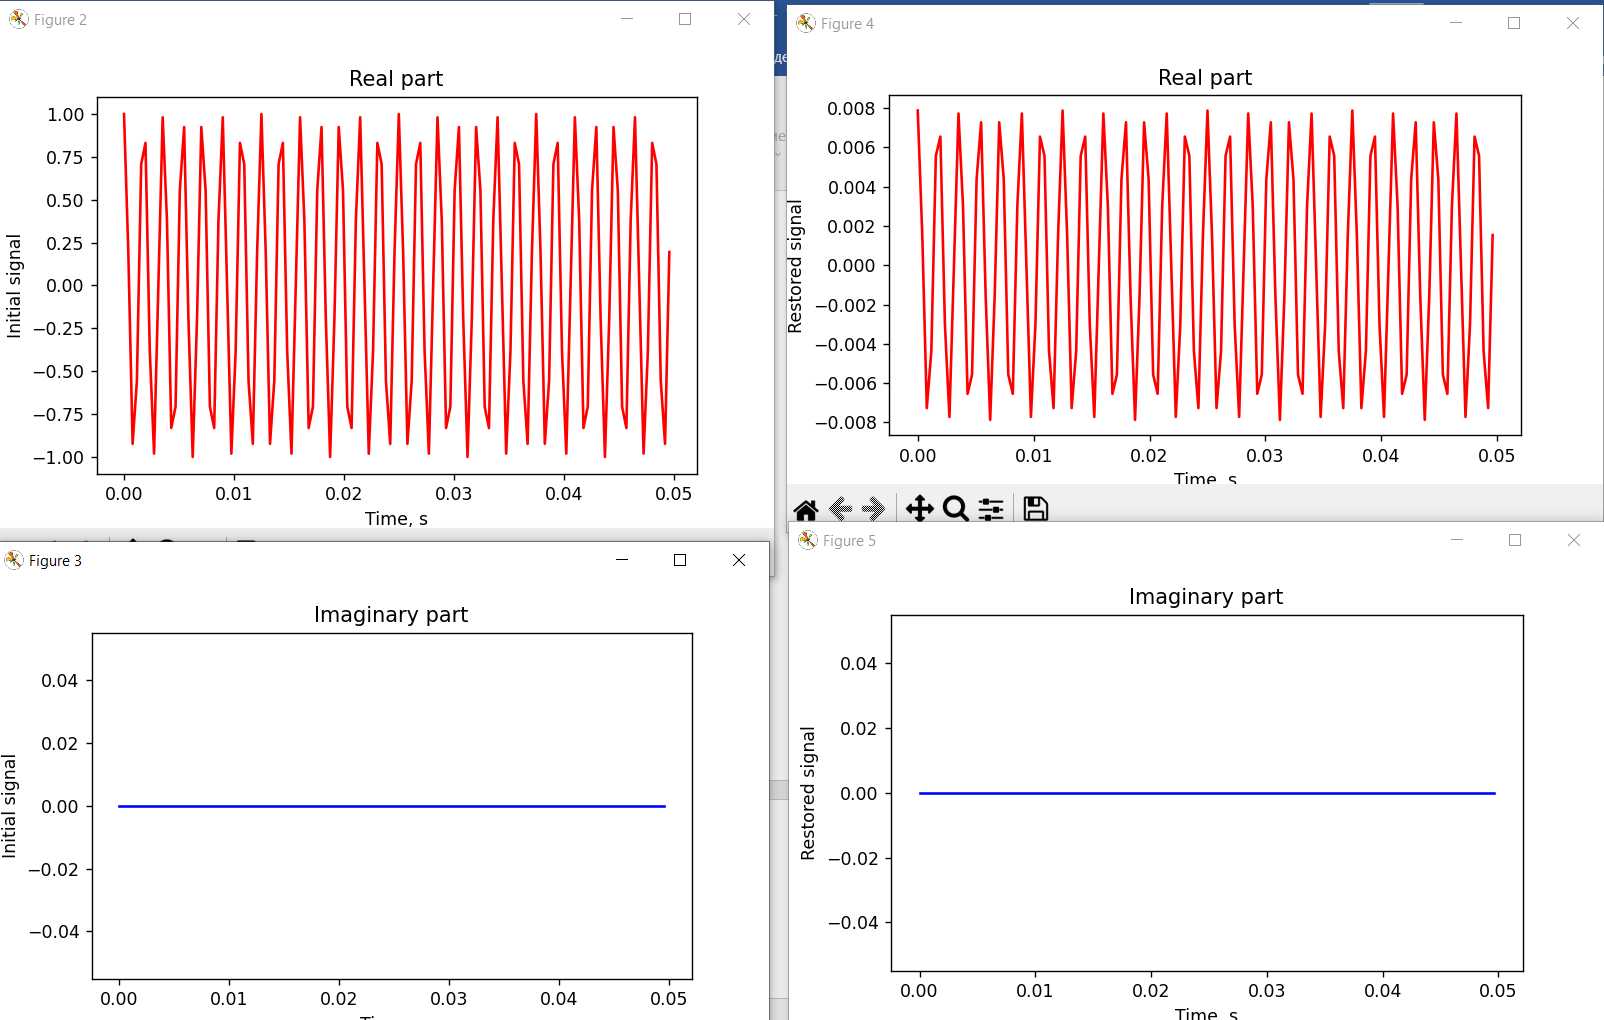 Figure 2
Real part
Initial signal
1.00
0.75
0.50
0.25
0.00
−0.25
−0.50
−0.75
−1.00
0.00 0.01 0.02 0.03 0.04 0.05
Time, s
Figure 4
Real part
Restored signal
0.008
0.006
0.004
0.002
0.000
−0.002
−0.004
−0.006
−0.008
0.00 0.01 0.02 0.03 0.04 0.05
Time, s
Figure 3
Imaginary part
Initial signal
0.04
0.02
0.00
−0.02
−0.04
0.00 0.01 0.02 0.03 0.04 0.05
Figure 5
Imaginary part
Restored signal
0.04
0.02
0.00
−0.02
−0.04
0.00 0.01 0.02 0.03 0.04 0.05
Time, s